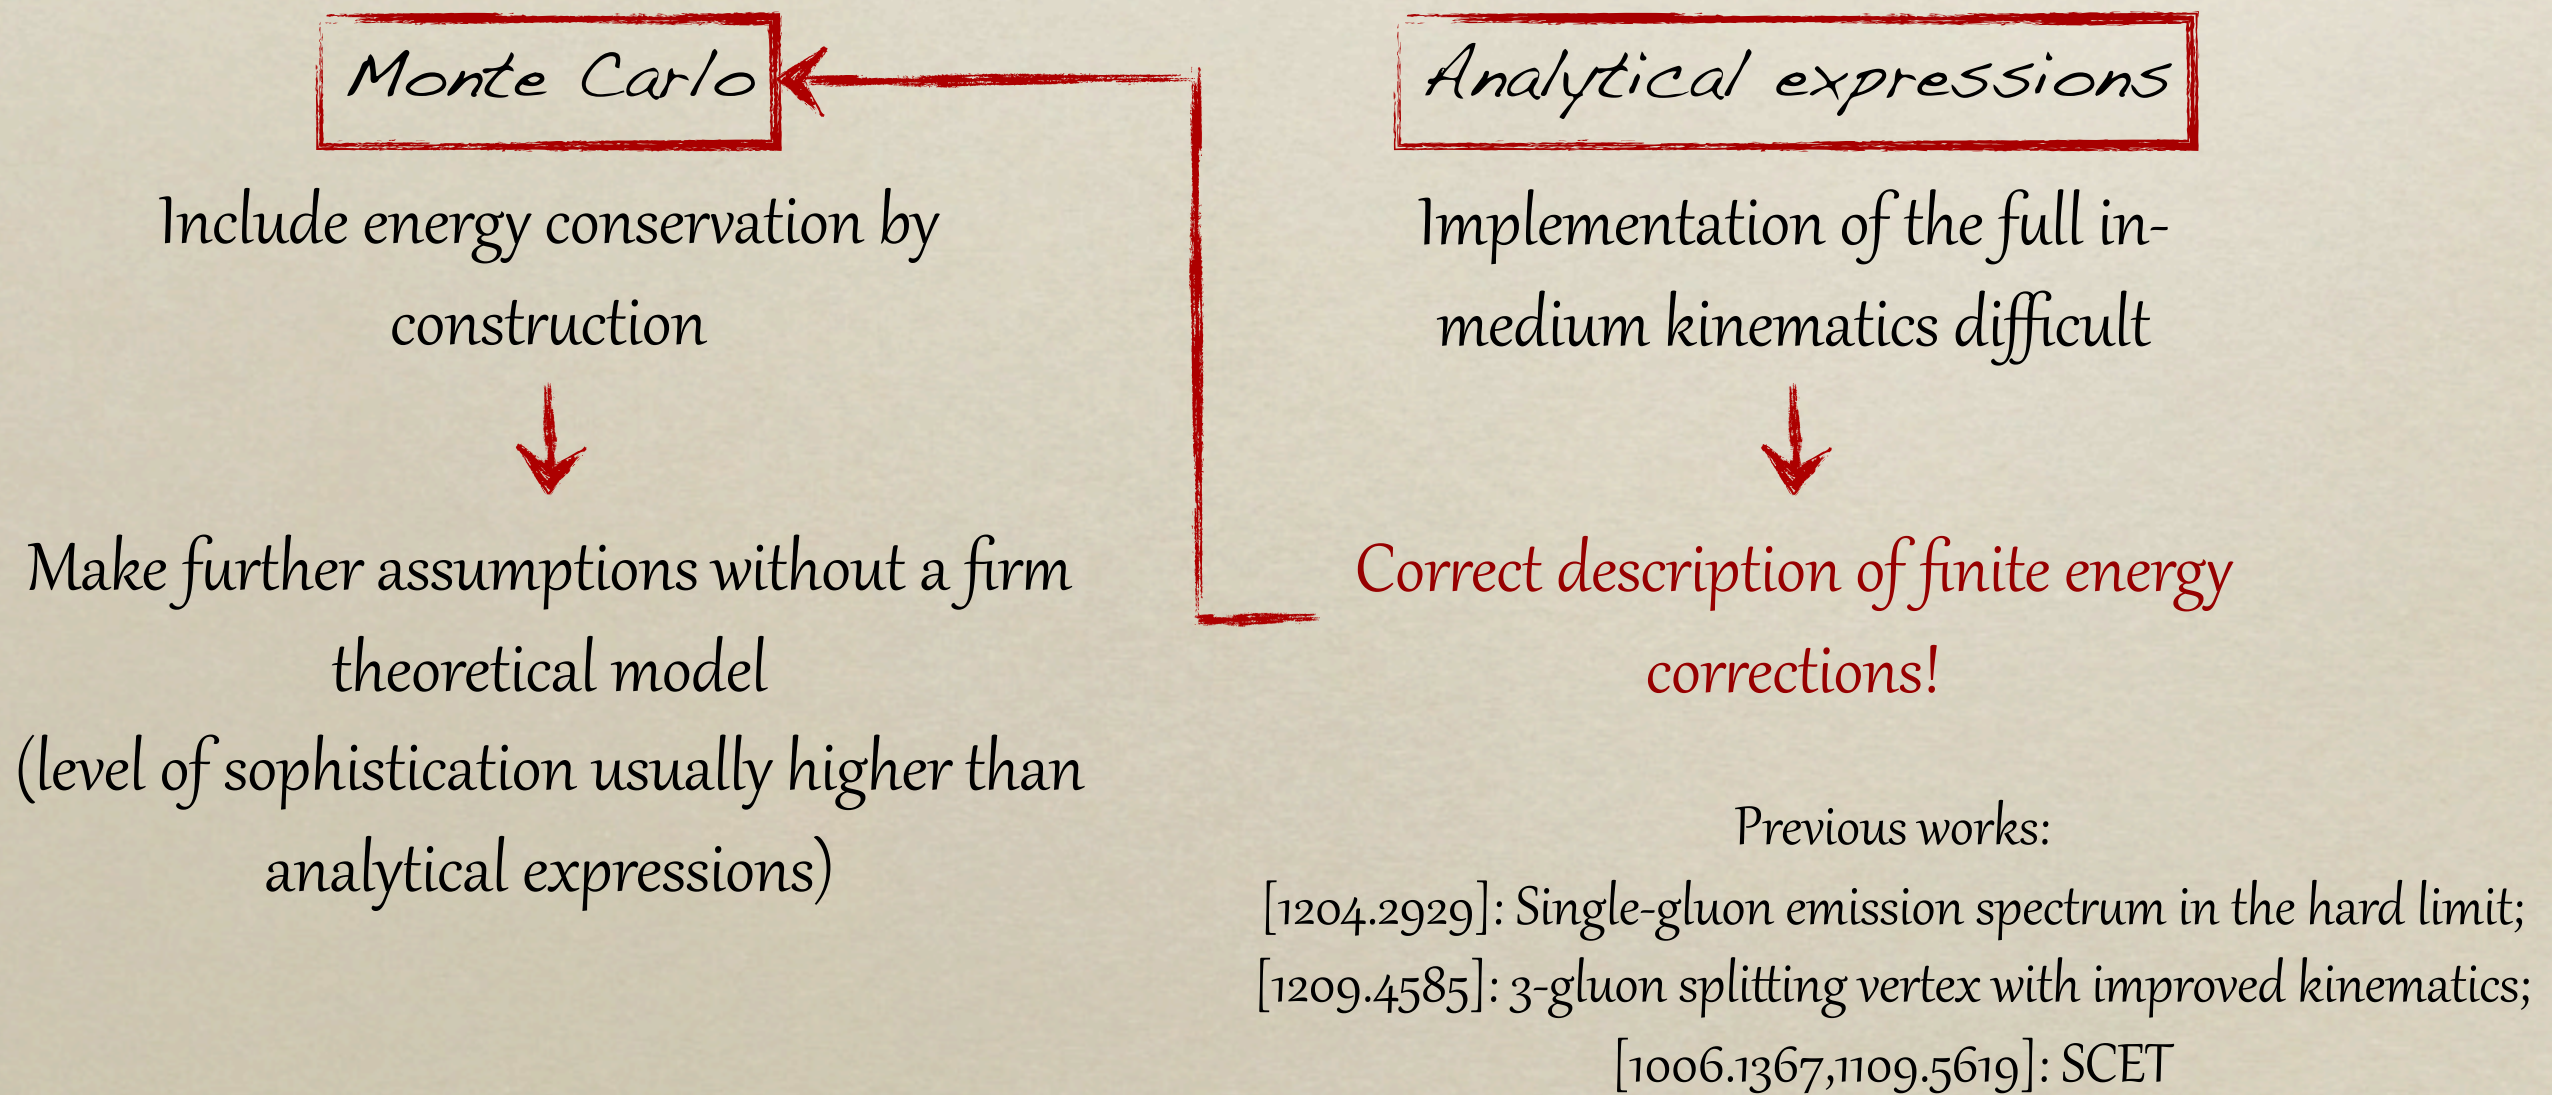 Monte Carlo
Include energy conservation by
construction
Make further assumptions without a firm
theoretical model
(level of sophistication usually higher than
analytical expressions)
Analytical expressions
Implementation of the full in-
medium kinematics difficult
Correct description of finite energy
corrections!
Previous works:
[1204.2929]: Single-gluon emission spectrum in the hard limit;
[1209.4585]: 3-gluon splitting vertex with improved kinematics;
[1006.1367,1109.5619]: SCET